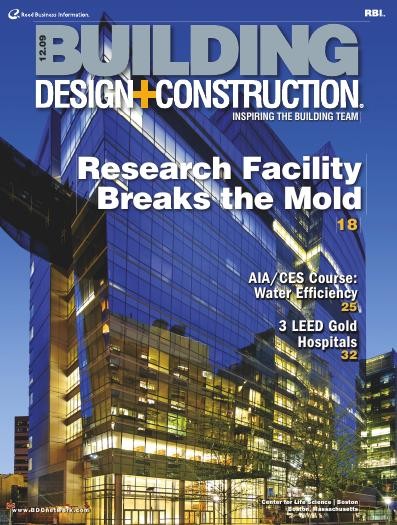 Reed Business Information.
RBI.
12.09
BUILDING
DESIGN+CONSTRUCTION®
INSPIRING THE BUILDING TEAM
Research Facility
Breaks the Mold
18
AIA/CES Course:
Water Efficiency
25
3 LEED Gold
Hospitals
32
www.BDCnetwork.com
Center for Life Science | Boston
Boston, Massachusetts